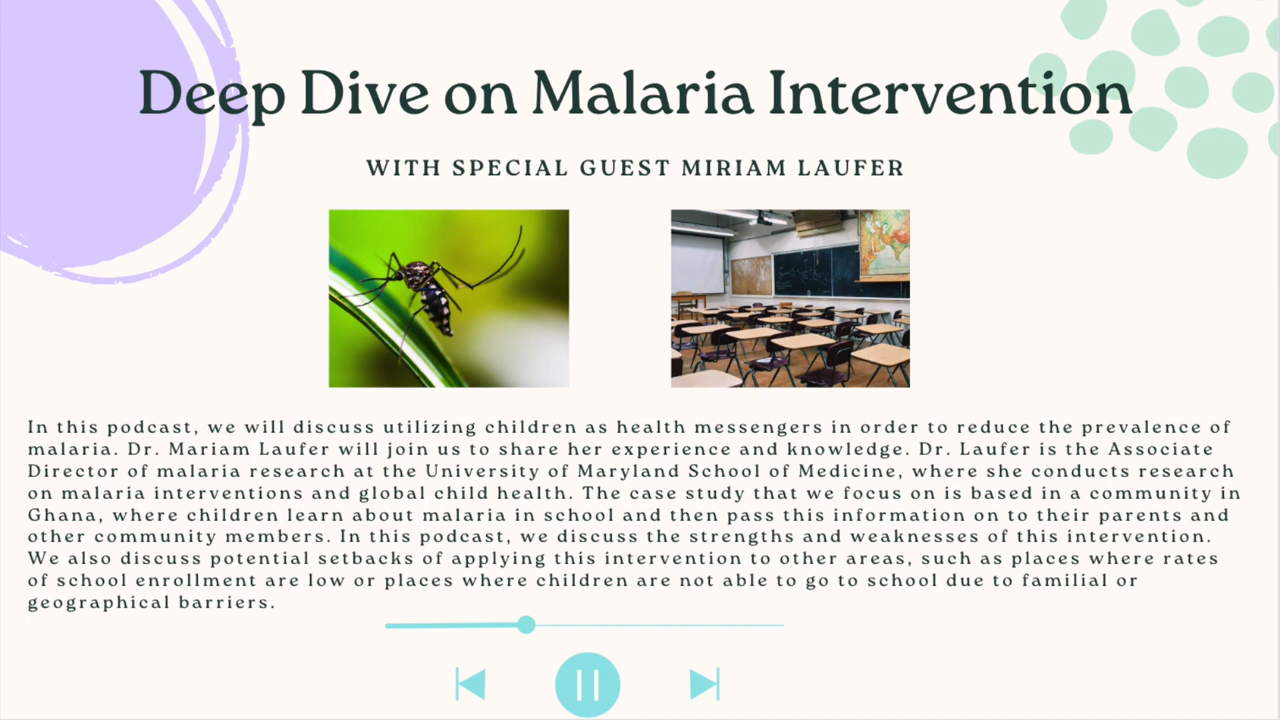 Deep Dive on Malaria Intervention
WITH SPECIAL GUEST MIRIAM LAUFER
In this podcast, we will discuss utilizing children as health messengers in order to reduce the prevalence of
malaria. Dr. Mariam Laufer will join us to share her experience and knowledge. Dr. Laufer is the Associate
Director of malaria research at the University of Maryland School of Medicine, where she conducts research
on malaria interventions and global child health. The case study that we focus on is based in a community in
Ghana, where children learn about malaria in school and then pass this information on to their parents and
other community members. In this podcast, we discuss the strengths and weaknesses of this intervention.
We also discuss potential setbacks of applying this intervention to other areas, such as places where rates
of school enrollment are low or places where children are not able to go to school due to familial or
geographical barriers.